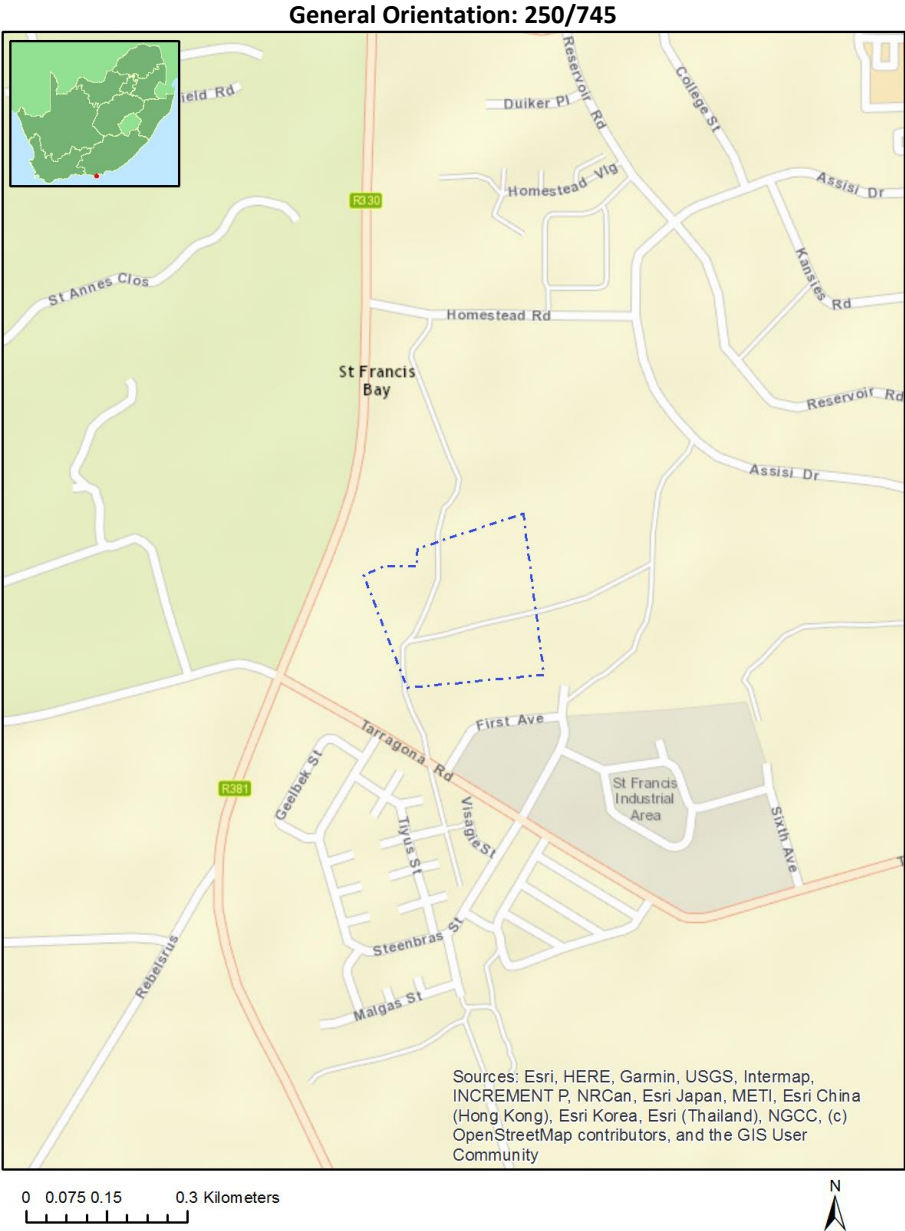 General Orientation: 250/745
ield Rd
Reservoir Rd
College St
Duiker Pl
Homestead Vlg
Assisi Dr
R330
Kansies Rd
St Annes Clos
Homestead Rd
St Francis
Bay
Reservoir Rd
Assisi Dr
First Ave
Tarragona Rd
Geelbek St
R381
St Francis
Industrial
Area
Visagie St
Tiyus St
Sixth Ave
T
Steenbras St
Rebelsrus
Malgas St
Sources: Esri, HERE, Garmin, USGS, Intermap,
INCREMENT P, NRCan, Esri Japan, METI, Esri China
(Hong Kong), Esri Korea, Esri (Thailand), NGCC, (c)
OpenStreetMap contributors, and the GIS User
Community
0 0.075 0.15 0.3 Kilometers
N